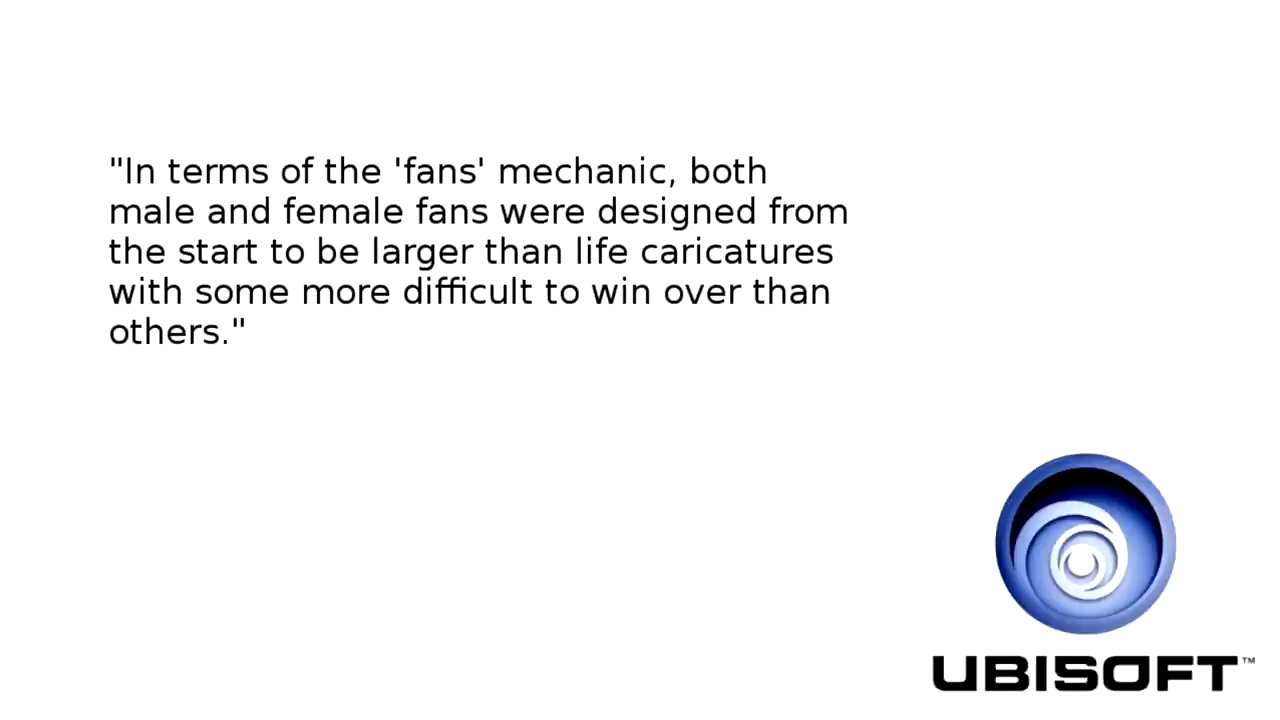 "In terms of the 'fans' mechanic, both
male and female fans were designed from
the start to be larger than life caricatures
with some more difficult to win over than
others."
UBISOFT™